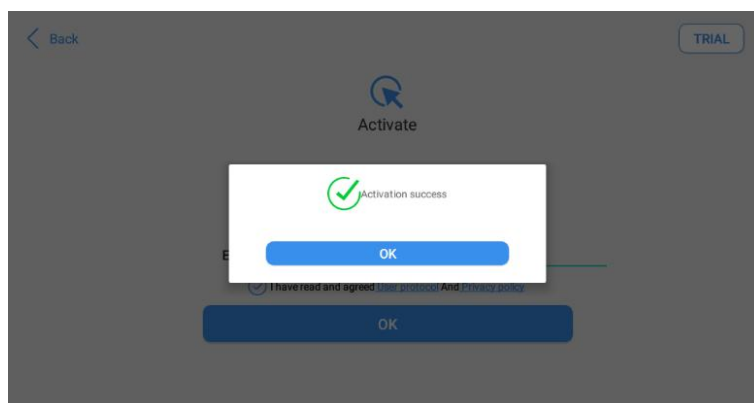 Back
TRIAL
Activate
Activation success
OK
E
I have read and agreed User protocol And Privacy policy
OK